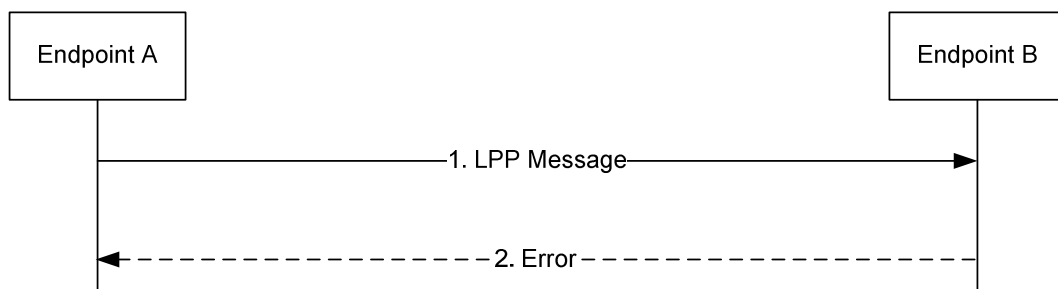 Endpoint A
Endpoint B
1. LPP Message
2. Error